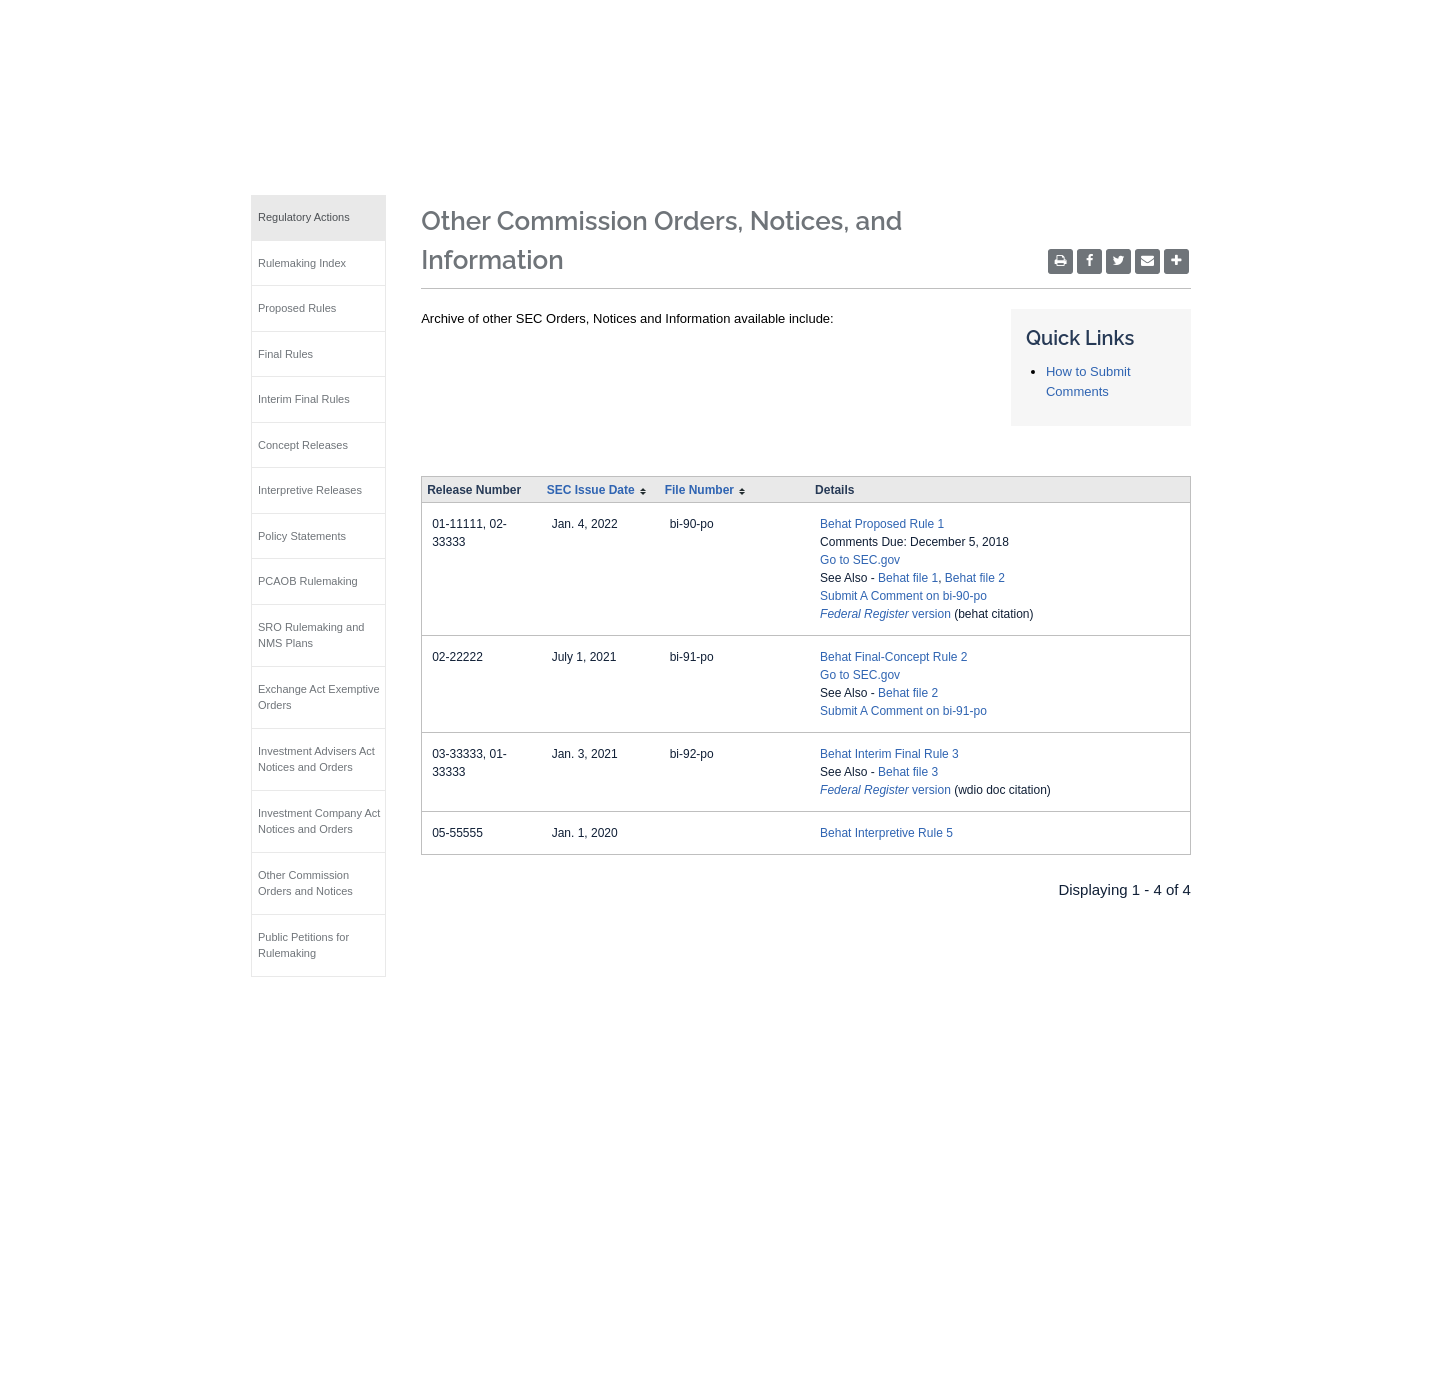 Regulatory Actions
Rulemaking Index
Proposed Rules
Final Rules
Interim Final Rules
Concept Releases
Interpretive Releases
Policy Statements
PCAOB Rulemaking
SRO Rulemaking and
NMS Plans
Exchange Act Exemptive
Orders
Investment Advisers Act
Notices and Orders
Investment Company Act
Notices and Orders
Other Commission
Orders and Notices
Public Petitions for
Rulemaking
Other Commission Orders, Notices, and
Information
Archive of other SEC Orders, Notices and Information available include:
Quick Links
How to Submit
Comments
Release Number SEC Issue Date File Number Details
01-11111, 02- Jan. 4, 2022 bi-90-po Behat Proposed Rule 1
33333 Comments Due: December 5, 2018
Go to SEC.gov
See Also - Behat file 1, Behat file 2
Submit A Comment on bi-90-po
Federal Register version (behat citation)
02-22222 July 1, 2021 bi-91-po Behat Final-Concept Rule 2
Go to SEC.gov
See Also - Behat file 2
Submit A Comment on bi-91-po
03-33333, 01- Jan. 3, 2021 bi-92-po Behat Interim Final Rule 3
33333 See Also - Behat file 3
Federal Register version (wdio doc citation)
05-55555 Jan. 1, 2020 Behat Interpretive Rule 5
Displaying 1 - 4 of 4